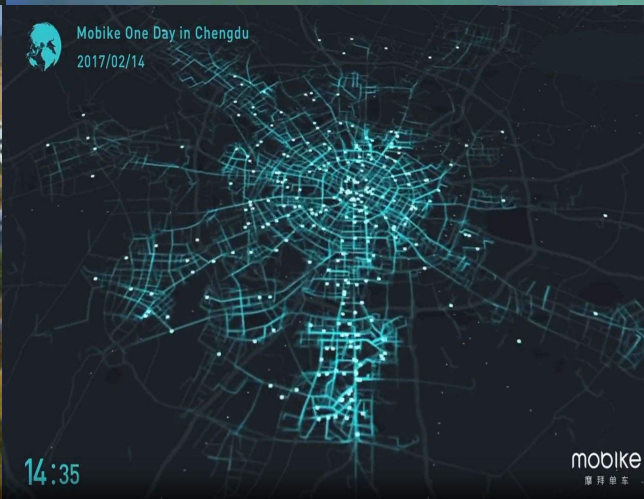 Mobike One Day in Chengdu
2017/02/14
14:35
mobike
摩拜单车